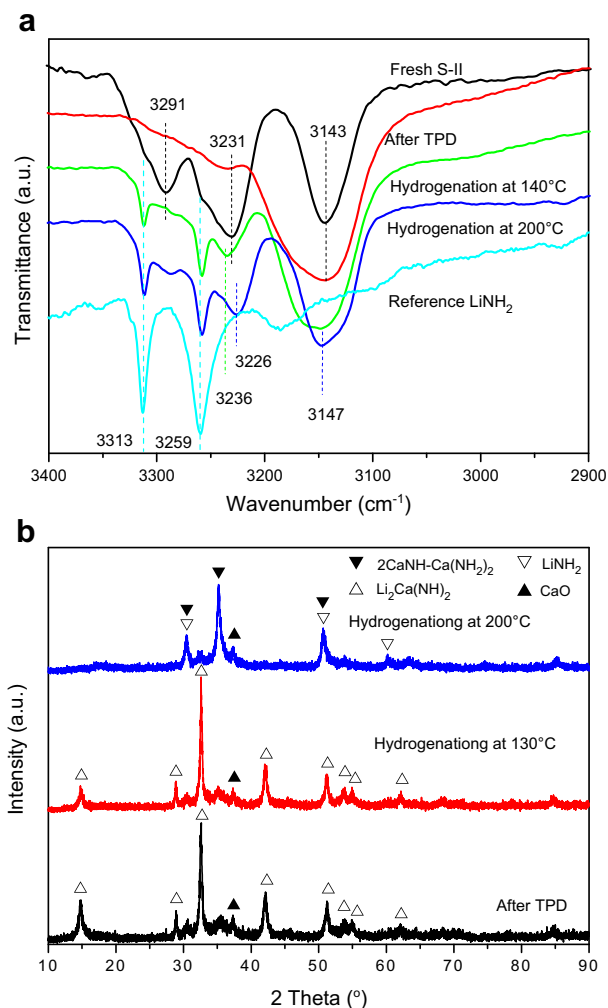 a
Fresh S-II
3291
3231
3143
After TPD
Hydrogenation at 140°C
Hydrogenation at 200°C
Reference LiNH₂
3226
3236
3147
3313
3259
Transmittance (a.u.)
3400 3300 3200 3100 3000 2900
Wavenumber (cm⁻¹)
b
2CaNH-Ca(NH₂)₂
LiNH₂
Li₂Ca(NH)₂
CaO
Hydrogenationg at 200°C
Hydrogenationg at 130°C
After TPD
Intensity (a.u.)
10 20 30 40 50 60 70 80 90
2 Theta (°)